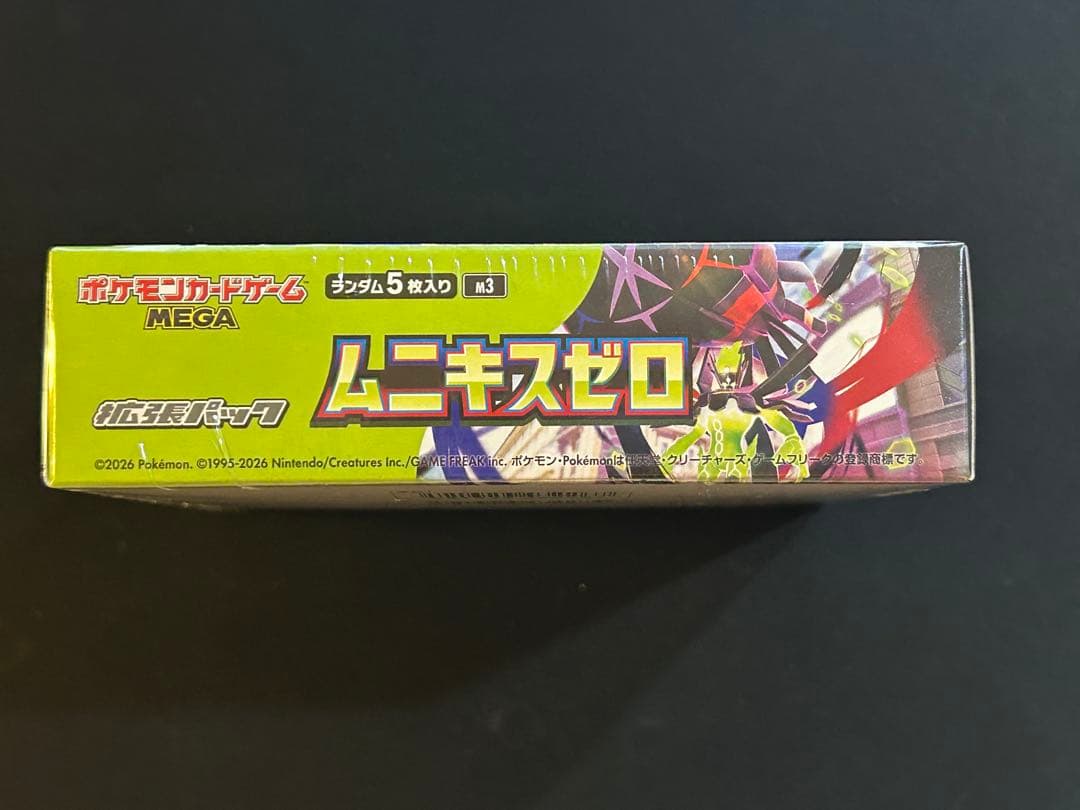 ポケモンカードゲーム
MEGA
ランダム5枚入り M3
ムニキスゼロ
拡張パック
©2026 Pokémon. ©1995-2026 Nintendo/Creatures Inc./GAME FREAK inc. ポケモン・Pokémonは任天堂・クリーチャーズ・ゲームフリークの登録商標です。